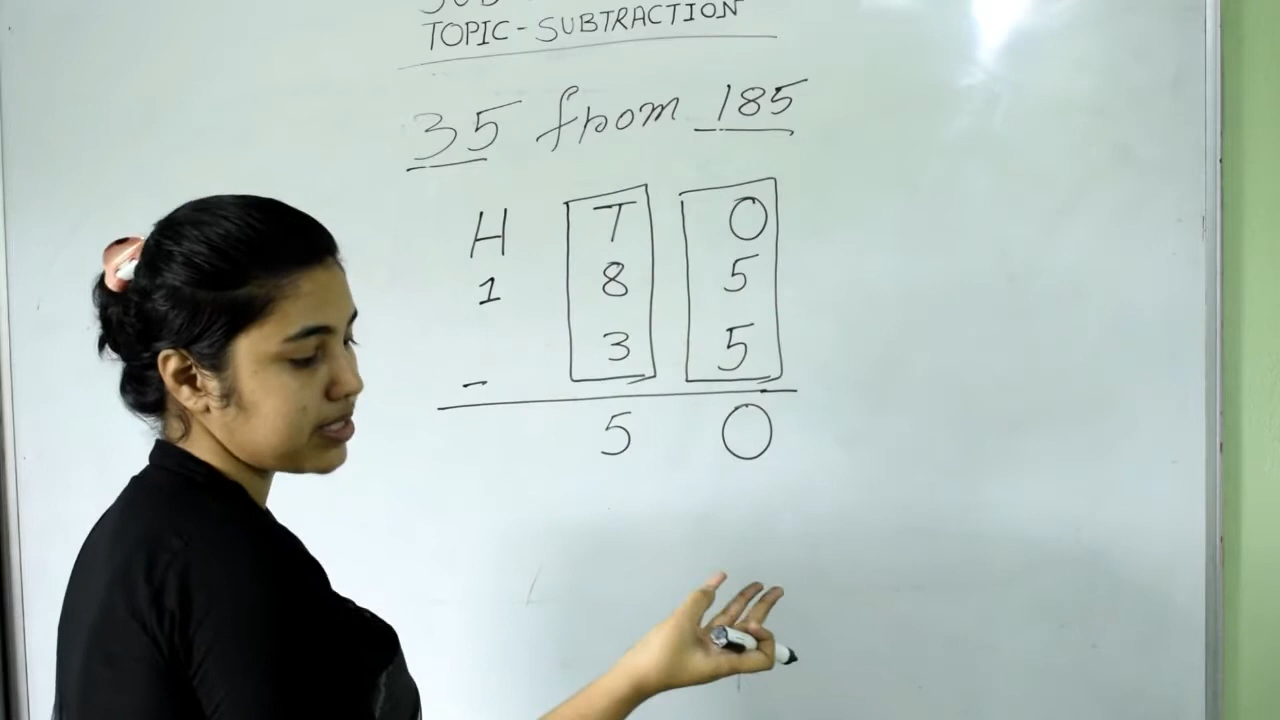 TOPIC - SUBTRACTION
35 from 185
H T O
1 8 5
3 5
-
5 0